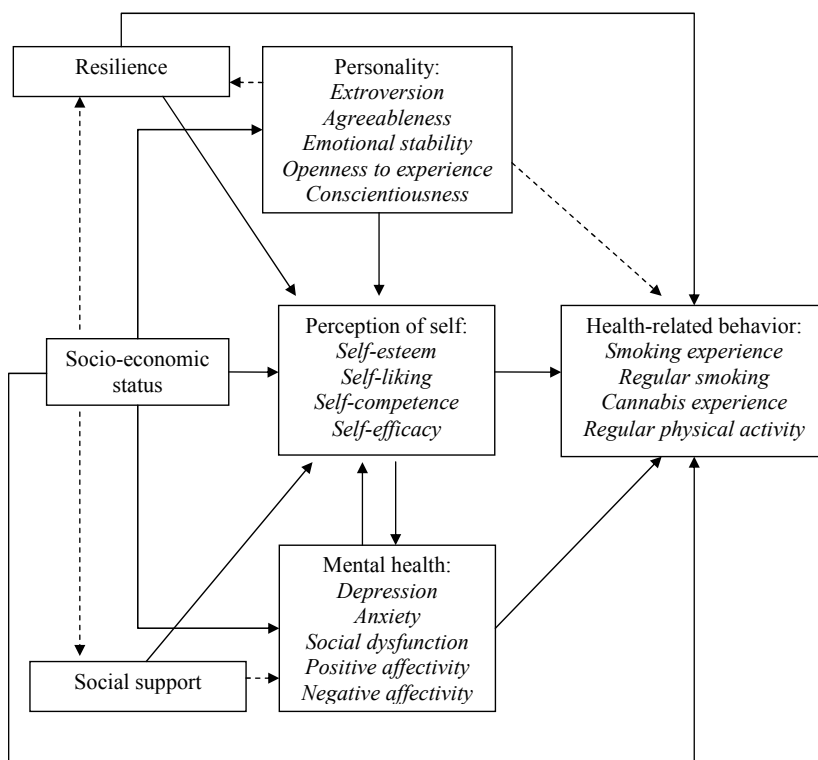 Resilience
Personality:
Extroversion
Agreeableness
Emotional stability
Openness to experience
Conscientiousness
Perception of self:
Self-esteem
Self-liking
Self-competence
Self-efficacy
Health-related behavior:
Smoking experience
Regular smoking
Cannabis experience
Regular physical activity
Socio-economic
status
Mental health:
Depression
Anxiety
Social dysfunction
Positive affectivity
Negative affectivity
Social support